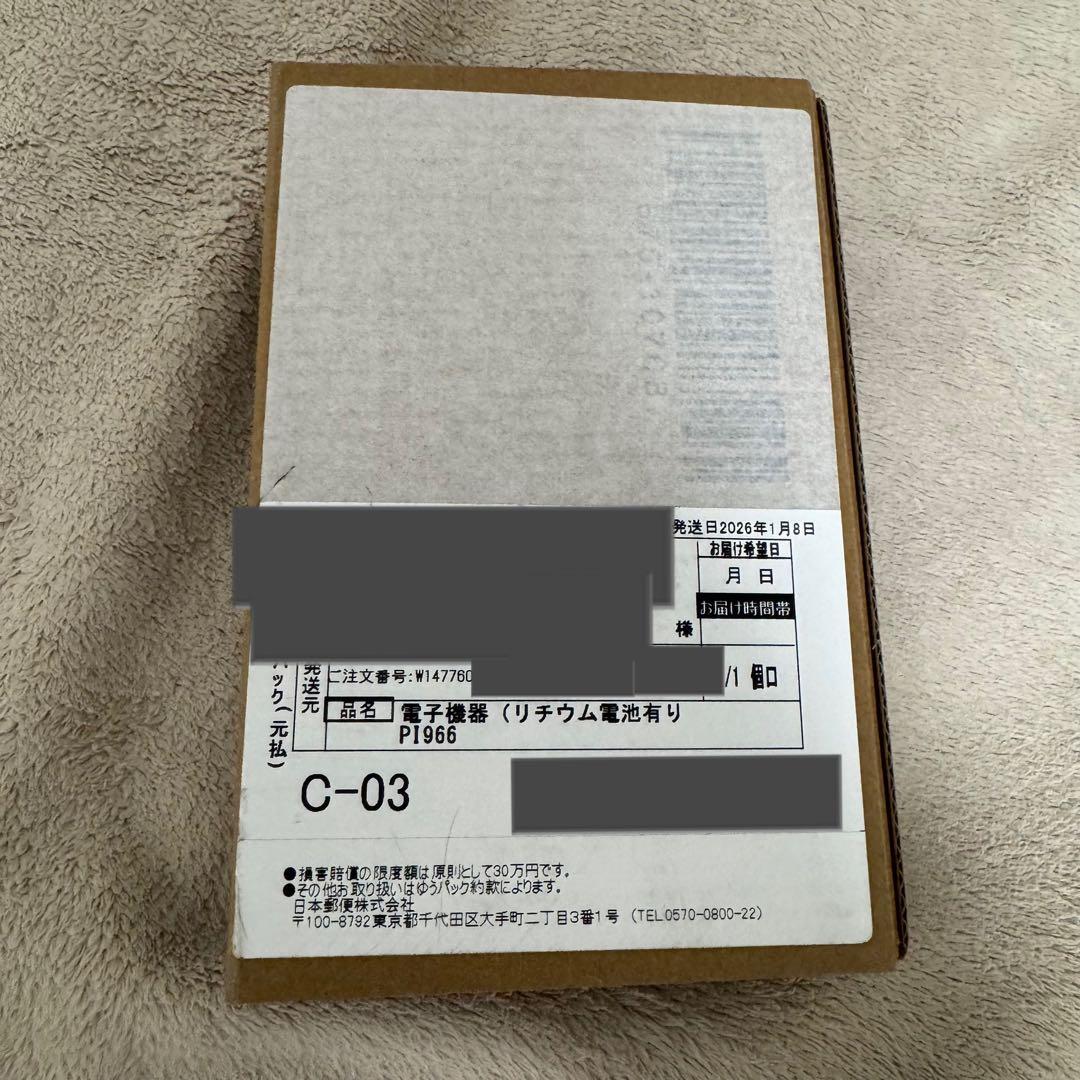 発送日2026年1月8日
お届け希望日
月 日
お届け時間帯
様
パック(元払)
発送元
ご注文番号:W147760
/1 個口
品名
電子機器 (リチウム電池有り
PI966
C-03
●損害賠償の限度額は原則として30万円です。
●その他お取り扱いはゆうパック約款によります。
日本郵便株式会社
〒100-8792東京都千代田区大手町二丁目3番1号 (TEL0570-0800-22)